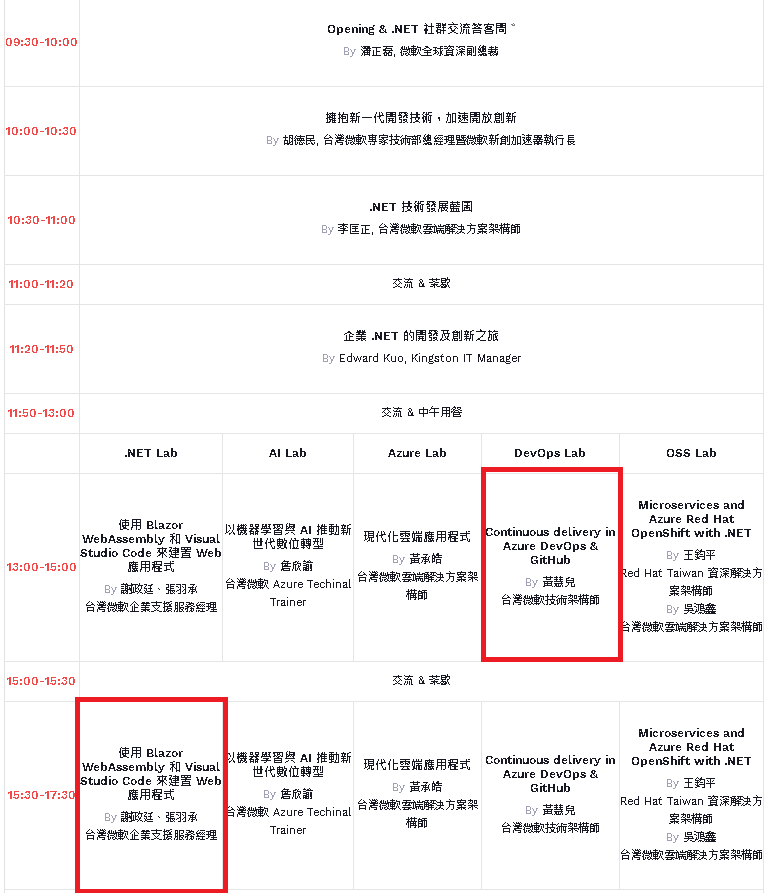 09:30-10:00
Opening & .NET 社群交流答客問 *
By 潘正磊, 微軟全球資深副總裁
10:00-10:30
擁抱新一代開發技術，加速開放創新
By 胡德民, 台灣微軟專家技術部總經理暨微軟新創加速器執行長
10:30-11:00
.NET 技術發展藍圖
By 李匡正, 台灣微軟雲端解決方案架構師
11:00-11:20
交流 & 茶歇
11:20-11:50
企業 .NET 的開發及創新之旅
By Edward Kuo, Kingston IT Manager
11:50-13:00
交流 & 中午用餐
.NET Lab
AI Lab
Azure Lab
DevOps Lab
OSS Lab
13:00-15:00
使用 Blazor
WebAssembly 和 Visual
Studio Code 來建置 Web
應用程式
By 謝政廷、張羽承
台灣微軟企業支援服務經理
以機器學習與 AI 推動新
世代數位轉型
By 詹欣諭
台灣微軟 Azure Techinal
Trainer
現代化雲端應用程式
By 黃承皓
台灣微軟雲端解決方案架
構師
Continuous delivery in
Azure DevOps &
GitHub
By 黃慧兒
台灣微軟技術架構師
Microservices and
Azure Red Hat
OpenShift with .NET
By 王鈞平
Red Hat Taiwan 資深解決方
案架構師
By 吳鴻鑫
台灣微軟雲端解決方案架構師
15:00-15:30
交流 & 茶歇
15:30-17:30
使用 Blazor
WebAssembly 和 Visual
Studio Code 來建置 Web
應用程式
By 謝政廷、張羽承
台灣微軟企業支援服務經理
以機器學習與 AI 推動新
世代數位轉型
By 詹欣諭
台灣微軟 Azure Techinal
Trainer
現代化雲端應用程式
By 黃承皓
台灣微軟雲端解決方案架
構師
Continuous delivery in
Azure DevOps &
GitHub
By 黃慧兒
台灣微軟技術架構師
Microservices and
Azure Red Hat
OpenShift with .NET
By 王鈞平
Red Hat Taiwan 資深解決方
案架構師
By 吳鴻鑫
台灣微軟雲端解決方案架構師